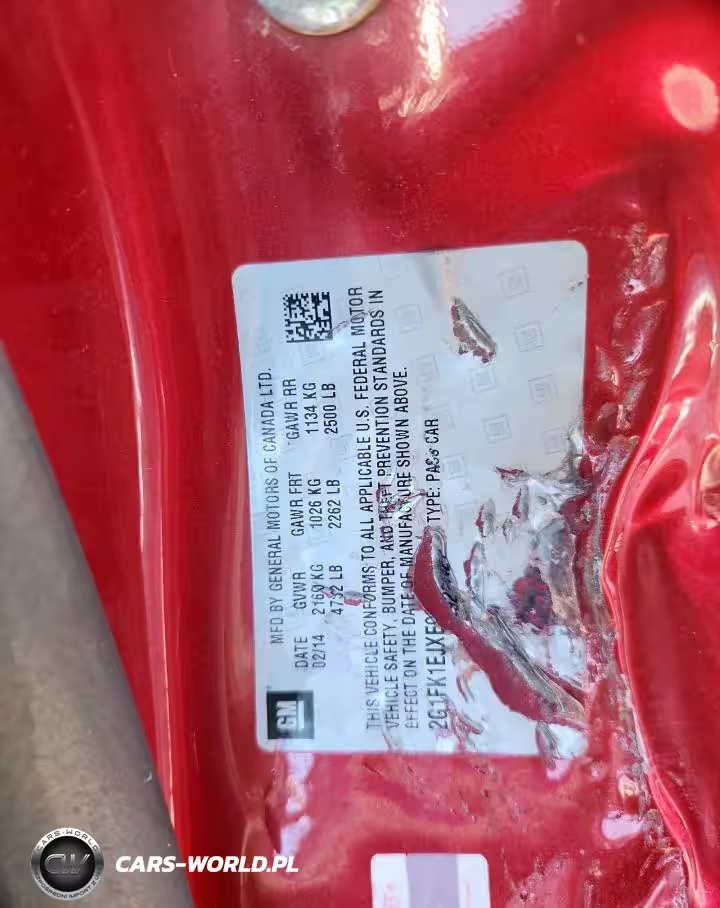 MFD BY GENERAL MOTORS OF CANADA LTD.
DATE GVWR GAWR FRT GAWR RR
02/14 2160 KG 1026 KG 1134 KG
4762 LB 2262 LB 2500 LB
GM
THIS VEHICLE CONFORMS TO ALL APPLICABLE U.S. FEDERAL MOTOR
VEHICLE SAFETY, BUMPER, AND THEFT PREVENTION STANDARDS IN
EFFECT ON THE DATE OF MANUFACTURE SHOWN ABOVE.
TYPE: PASS CAR
CARS-WORLD
CW
CARS-WORLD.PL